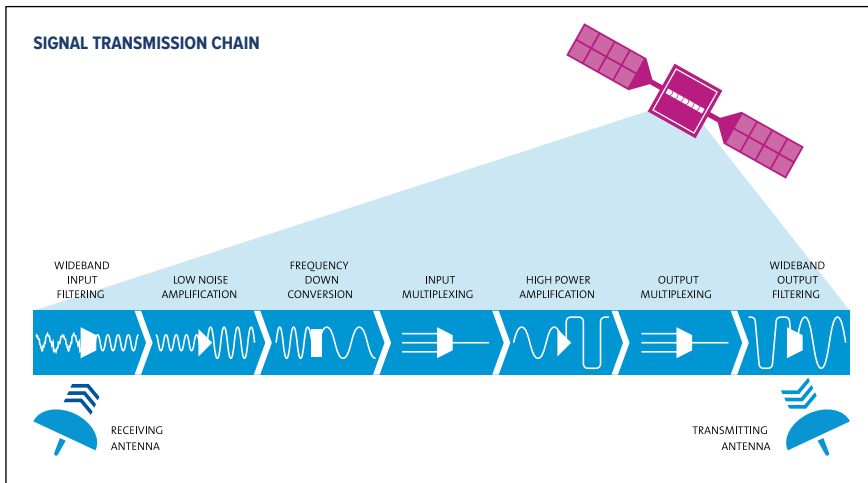 SIGNAL TRANSMISSION CHAIN
WIDEBAND
INPUT
FILTERING
LOW NOISE
AMPLIFICATION
FREQUENCY
DOWN
CONVERSION
INPUT
MULTIPLEXING
HIGH POWER
AMPLIFICATION
OUTPUT
MULTIPLEXING
WIDEBAND
OUTPUT
FILTERING
RECEIVING
ANTENNA
TRANSMITTING
ANTENNA